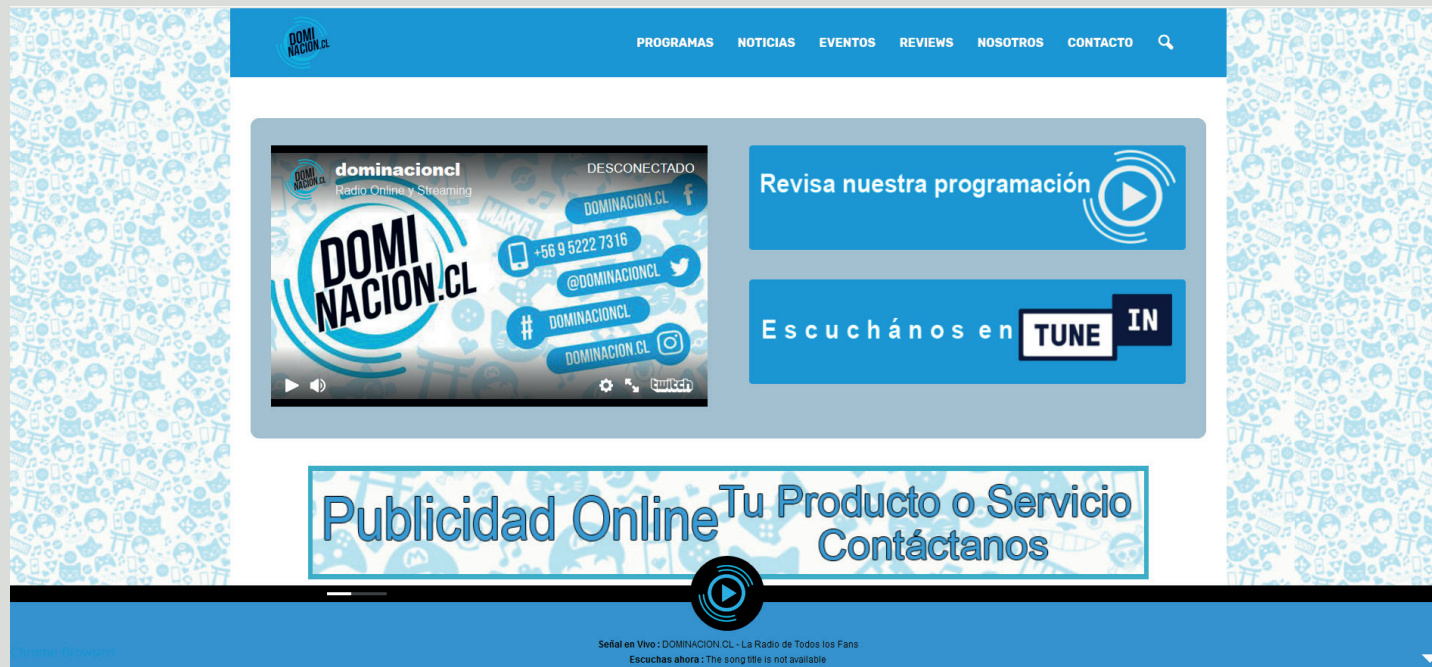 DOMI
NACION.CL
PROGRAMAS NOTICIAS EVENTOS REVIEWS NOSOTROS CONTACTO
DOMI
NACION.CL
dominacioncl
DESCONECTADO
Radio Online y Streaming
DOMINACION.CL
+56 9 5222 7316
@DOMINACIONCL
# DOMINACIONCL
DOMINACION.CL
DOMI
NACION.CL
twitch
Revisa nuestra programación
Escuchános en TUNE IN
Publicidad Online
Tu Producto o Servicio
Contáctanos
Señal en Vivo : DOMINACION.CL - La Radio de Todos los Fans
Escuchas ahora : The song title is not available